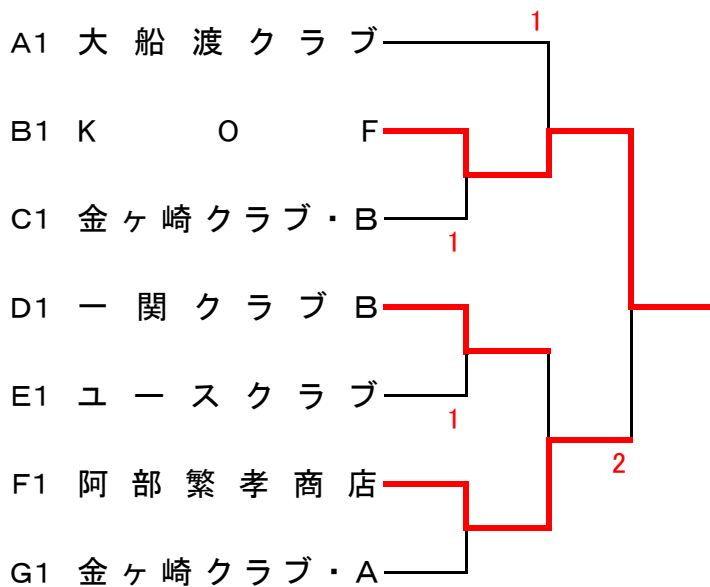 1
A1 大船渡クラブ
B1 K O F
C1 金ヶ崎クラブ・B
1
D1 一関クラブB
E1 ユースクラブ
1
2
F1 阿部繁孝商店
G1 金ヶ崎クラブ・A